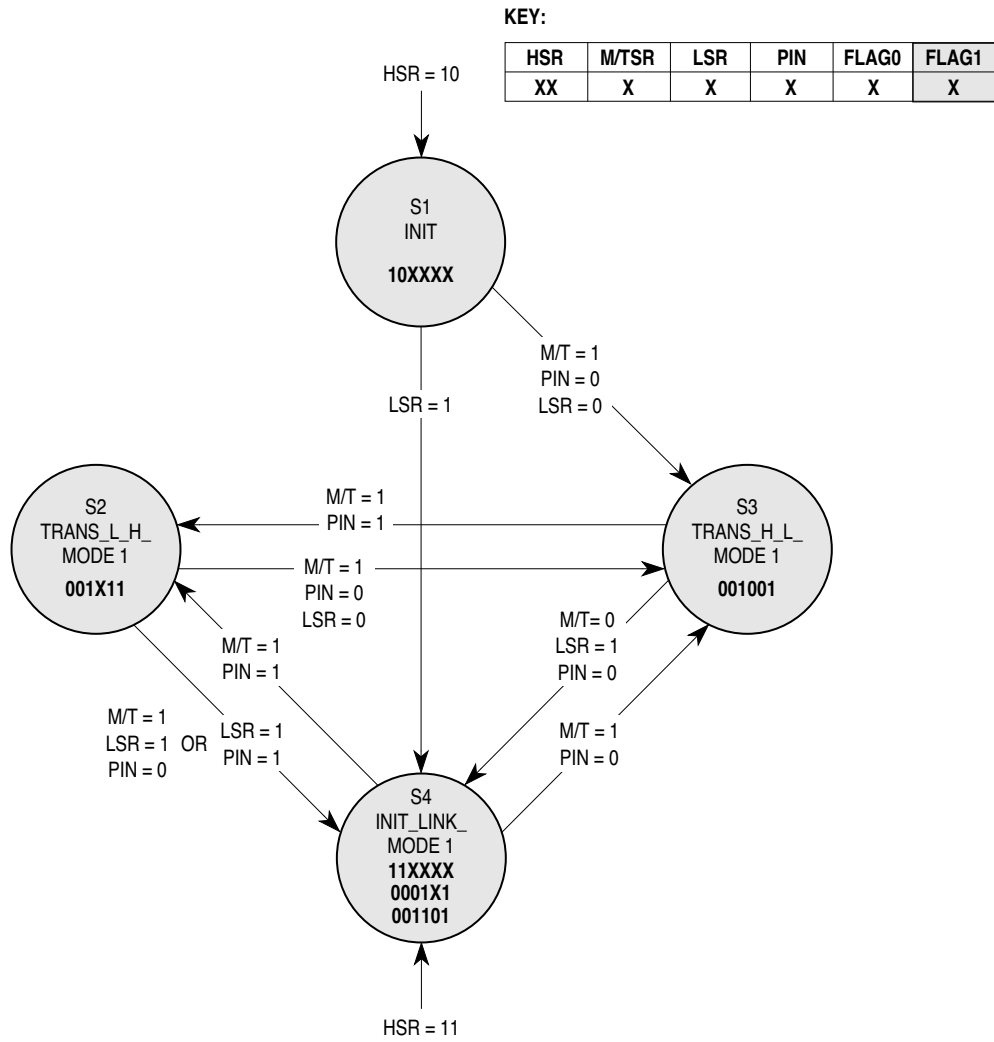 KEY:
HSR M/TSR LSR PIN FLAG0 FLAG1
XX X X X X X
HSR = 10
S1
INIT
10XXXX
M/T = 1
PIN = 0
LSR = 0
LSR = 1
S2
TRANS_L_H_
MODE 1
001X11
M/T = 1
PIN = 1
M/T = 1
PIN = 0
LSR = 0
S3
TRANS_H_L_
MODE 1
001001
M/T = 1
PIN = 1
M/T= 0
LSR = 1
PIN = 0
M/T = 1
LSR = 1 OR
PIN = 0
LSR = 1
PIN = 1
M/T = 1
PIN = 0
S4
INIT_LINK_
MODE 1
11XXXX
0001X1
001101
HSR = 11